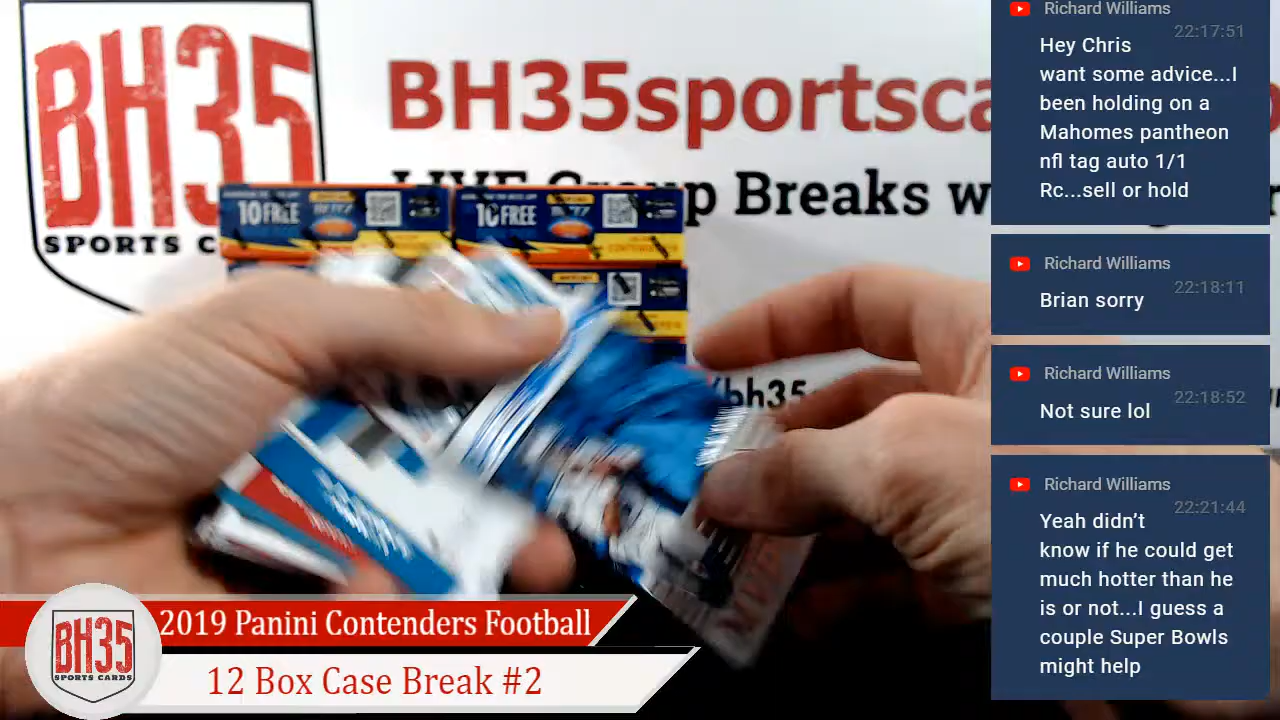 BH35
SPORTS C
BH35sportsca
LIVE Group Breaks w
10 FREE
10 FREE
/bh35
Richard Williams
22:17:51
Hey Chris
want some advice...I
been holding on a
Mahomes pantheon
nfl tag auto 1/1
Rc...sell or hold
Richard Williams
22:18:11
Brian sorry
Richard Williams
22:18:52
Not sure lol
Richard Williams
22:21:44
Yeah didn't
know if he could get
much hotter than he
is or not...I guess a
couple Super Bowls
might help
BH35
SPORTS CARDS
2019 Panini Contenders Football
12 Box Case Break #2